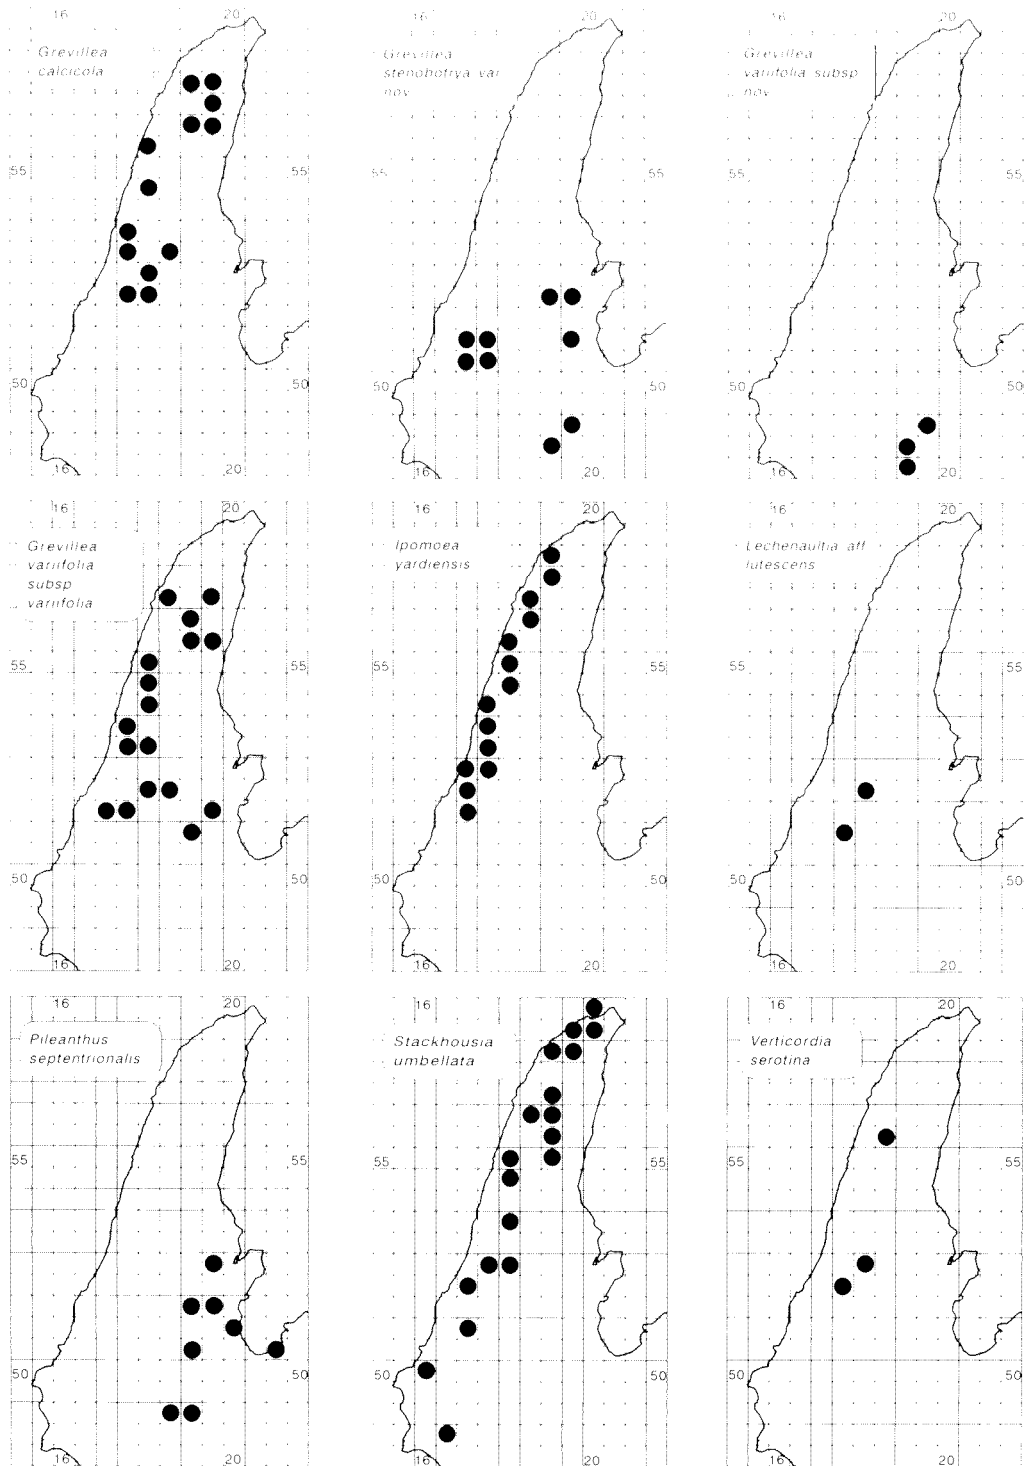 16 20
Grevillea
calcicola
55 55
50 50
16 20
16 20
Grevillea
stenobotrya var
nov
55 55
50 50
16 20
16 20
Grevillea
variifolia subsp
nov
55 55
50 50
16 20
16 20
Grevillea
variifolia
subsp
variifolia
55 55
50 50
16 20
16 20
Ipomoea
yardiensis
55 55
50 50
16 20
16 20
Lechenaultia aff
lutescens
55 55
50 50
16 20
16 20
Pileanthus
septentrionalis
55 55
50 50
16 20
16 20
Stackhousia
umbellata
55 55
50 50
16 20
16 20
Verticordia
serotina
55 55
50 50
16 20